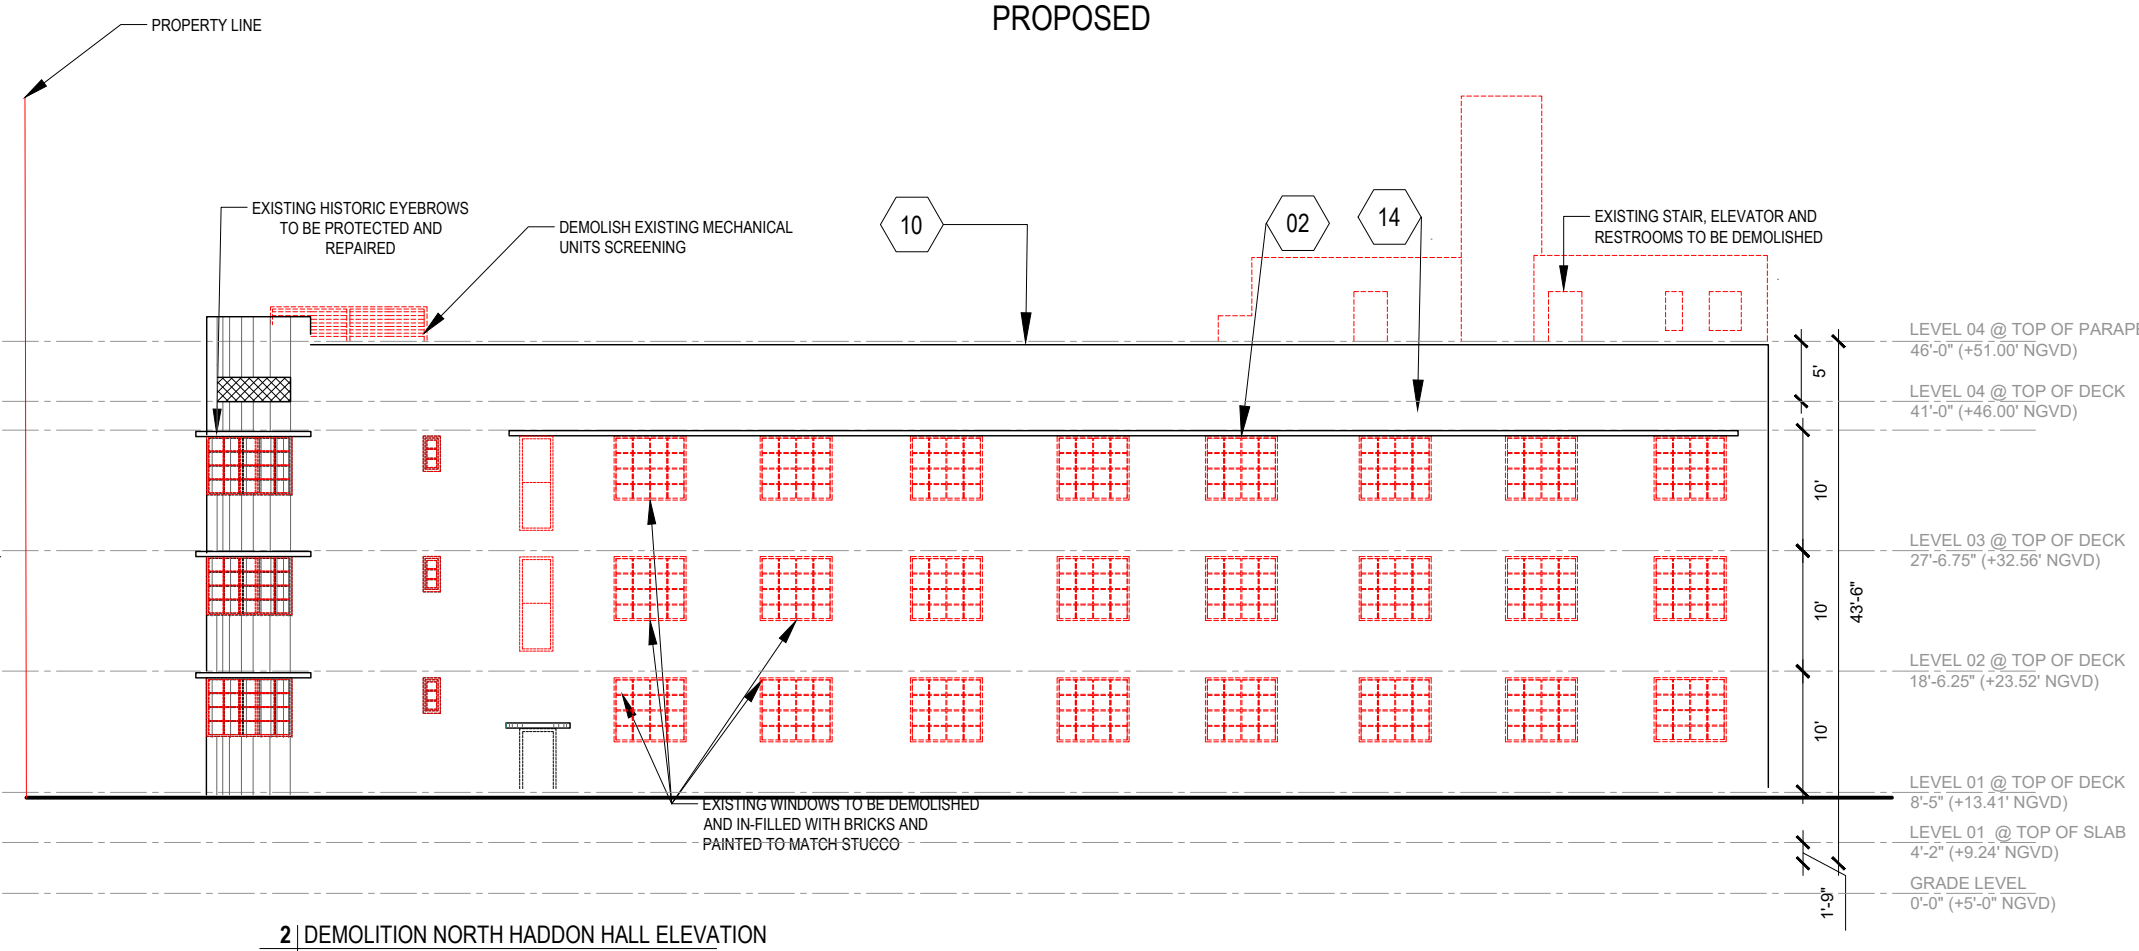 PROPOSED
PROPERTY LINE
EXISTING HISTORIC EYEBROWS
TO BE PROTECTED AND
REPAIRED
DEMOLISH EXISTING MECHANICAL
UNITS SCREENING
10
02
14
EXISTING STAIR, ELEVATOR AND
RESTROOMS TO BE DEMOLISHED
LEVEL 04 @ TOP OF PARAPE
46'-0" (+51.00' NGVD)
5'
LEVEL 04 @ TOP OF DECK
41'-0" (+46.00' NGVD)
10'
LEVEL 03 @ TOP OF DECK
27'-6.75" (+32.56' NGVD)
10'
43'-6"
LEVEL 02 @ TOP OF DECK
18'-6.25" (+23.52' NGVD)
10'
LEVEL 01 @ TOP OF DECK
8'-5" (+13.41' NGVD)
EXISTING WINDOWS TO BE DEMOLISHED
AND IN-FILLED WITH BRICKS AND
PAINTED TO MATCH STUCCO
LEVEL 01 @ TOP OF SLAB
4'-2" (+9.24' NGVD)
1'-9"
GRADE LEVEL
0'-0" (+5'-0" NGVD)
2 DEMOLITION NORTH HADDON HALL ELEVATION